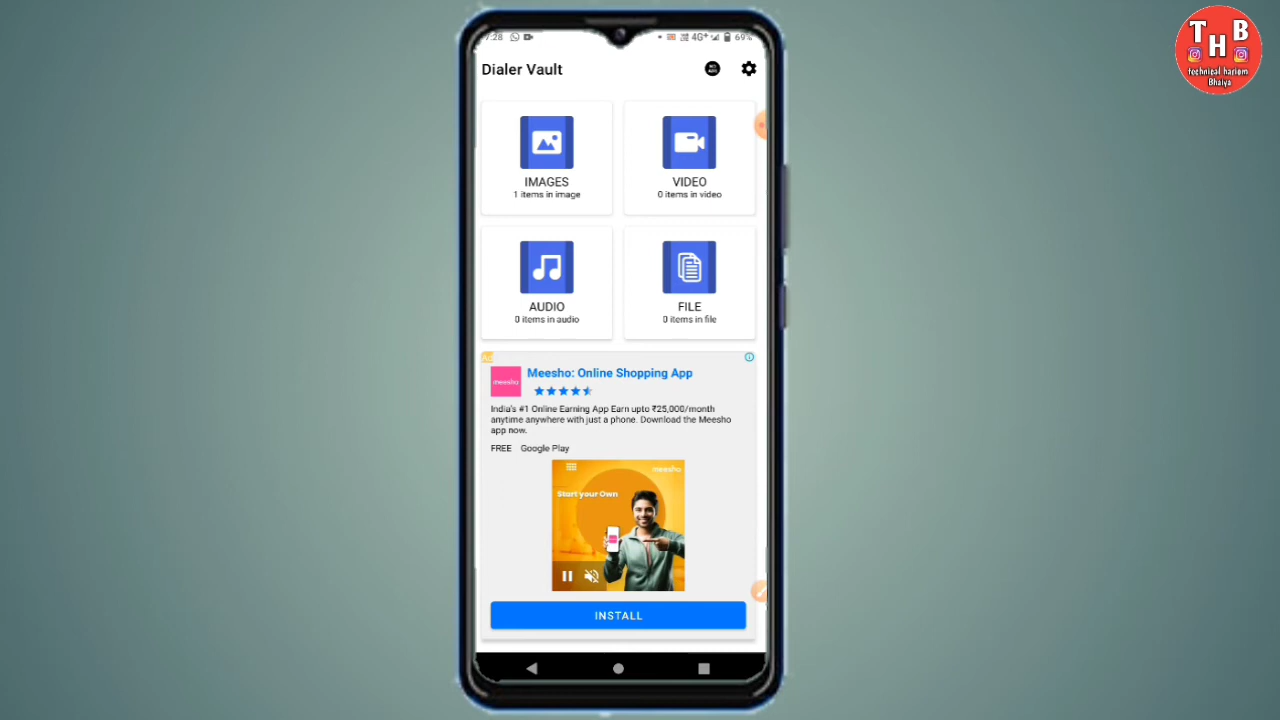 7:28
4G+
69%
Dialer Vault
IMAGES
1 items in image
VIDEO
0 items in video
AUDIO
0 items in audio
FILE
0 items in file
Ad
meesho
Meesho: Online Shopping App
India's #1 Online Earning App Earn upto ₹25,000/month
anytime anywhere with just a phone. Download the Meesho
app now.
FREE Google Play
meesho
Start your Own
INSTALL
T H B
technical hariom
Bhaiya